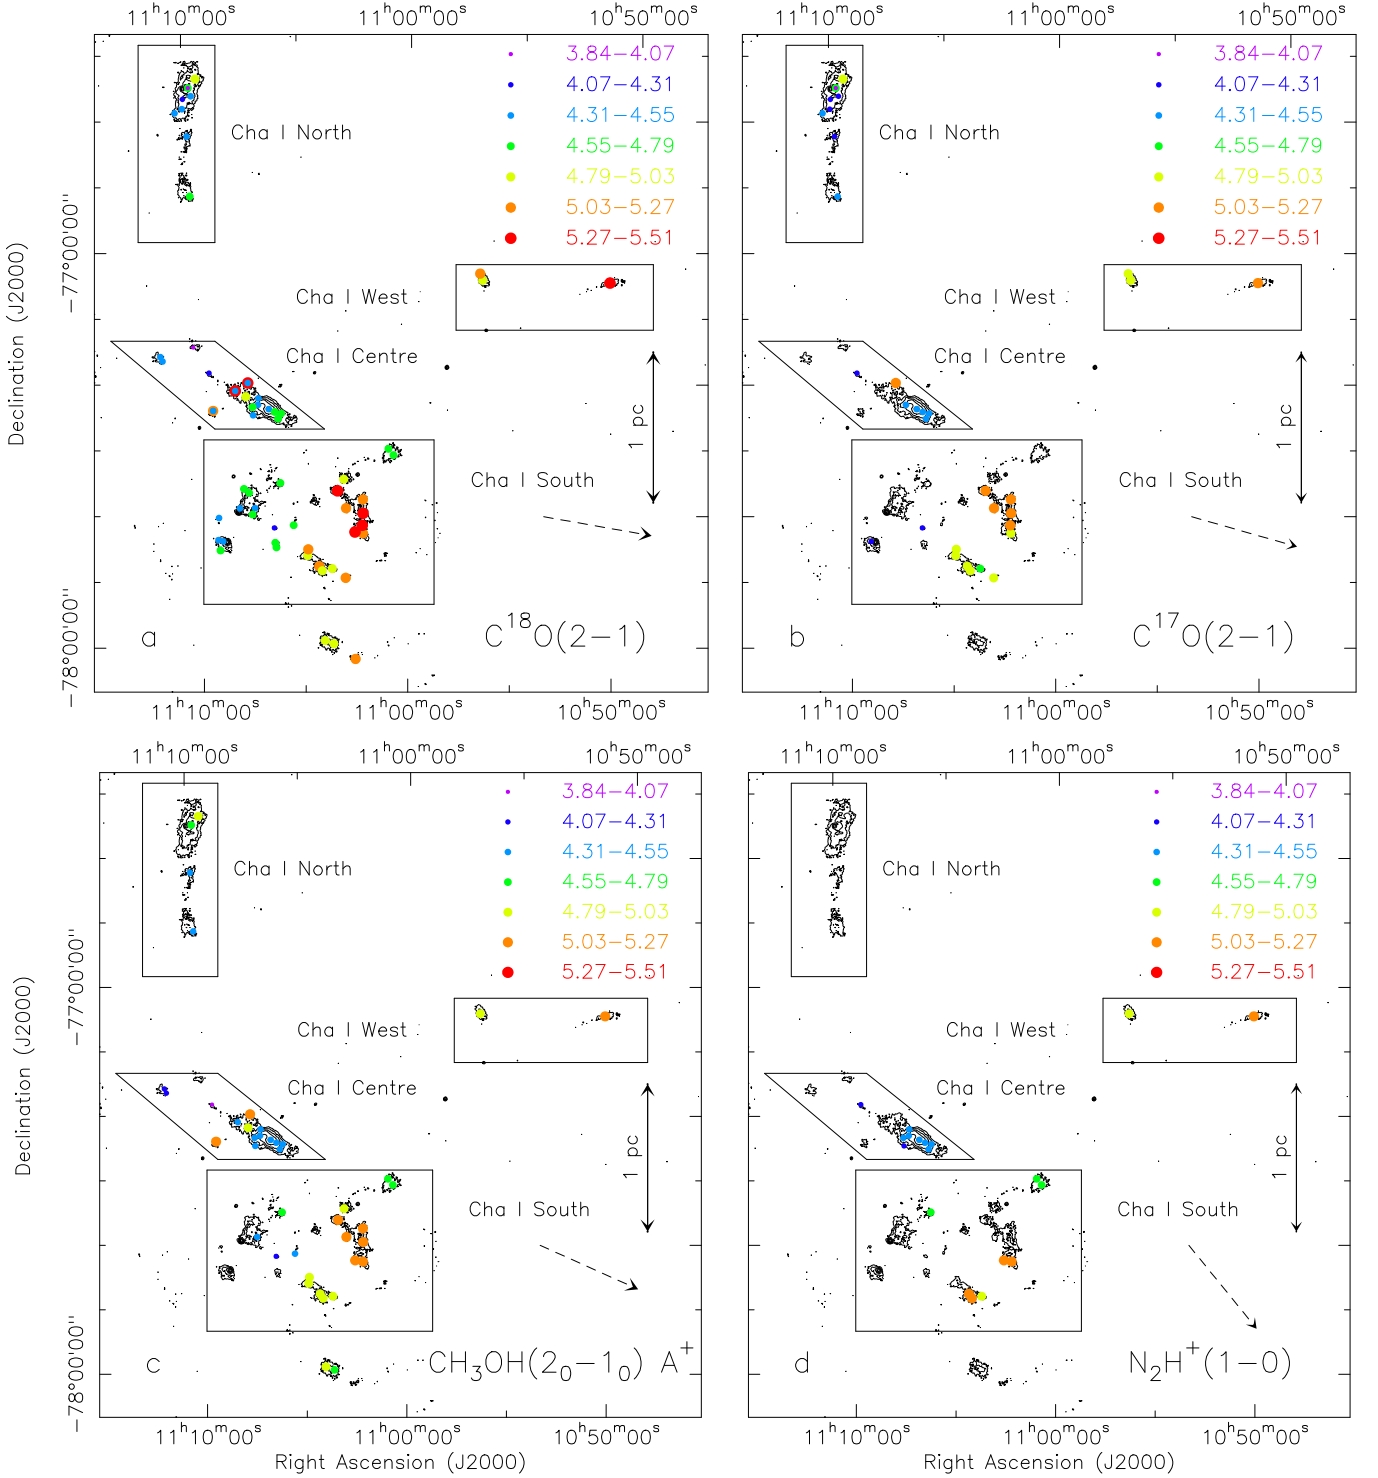 11ʰ10ᵐ00ˢ 11ʰ00ᵐ00ˢ 10ʰ50ᵐ00ˢ
3.84−4.07
4.07−4.31
4.31−4.55
4.55−4.79
4.79−5.03
5.03−5.27
5.27−5.51
Cha I North
Cha I West
Cha I Centre
Cha I South
1 pc
a
C¹⁸O(2−1)
−77°00'00''
−78°00'00''
Declination (J2000)
11ʰ10ᵐ00ˢ 11ʰ00ᵐ00ˢ 10ʰ50ᵐ00ˢ
11ʰ10ᵐ00ˢ 11ʰ00ᵐ00ˢ 10ʰ50ᵐ00ˢ
3.84−4.07
4.07−4.31
4.31−4.55
4.55−4.79
4.79−5.03
5.03−5.27
5.27−5.51
Cha I North
Cha I West
Cha I Centre
Cha I South
1 pc
b
C¹⁷O(2−1)
11ʰ10ᵐ00ˢ 11ʰ00ᵐ00ˢ 10ʰ50ᵐ00ˢ
11ʰ10ᵐ00ˢ 11ʰ00ᵐ00ˢ 10ʰ50ᵐ00ˢ
3.84−4.07
4.07−4.31
4.31−4.55
4.55−4.79
4.79−5.03
5.03−5.27
5.27−5.51
Cha I North
Cha I West
Cha I Centre
Cha I South
1 pc
c
CH₃OH(2₀−1₀) A⁺
−77°00'00''
−78°00'00''
Declination (J2000)
11ʰ10ᵐ00ˢ 11ʰ00ᵐ00ˢ 10ʰ50ᵐ00ˢ
Right Ascension (J2000)
11ʰ10ᵐ00ˢ 11ʰ00ᵐ00ˢ 10ʰ50ᵐ00ˢ
3.84−4.07
4.07−4.31
4.31−4.55
4.55−4.79
4.79−5.03
5.03−5.27
5.27−5.51
Cha I North
Cha I West
Cha I Centre
Cha I South
1 pc
d
N₂H⁺(1−0)
11ʰ10ᵐ00ˢ 11ʰ00ᵐ00ˢ 10ʰ50ᵐ00ˢ
Right Ascension (J2000)